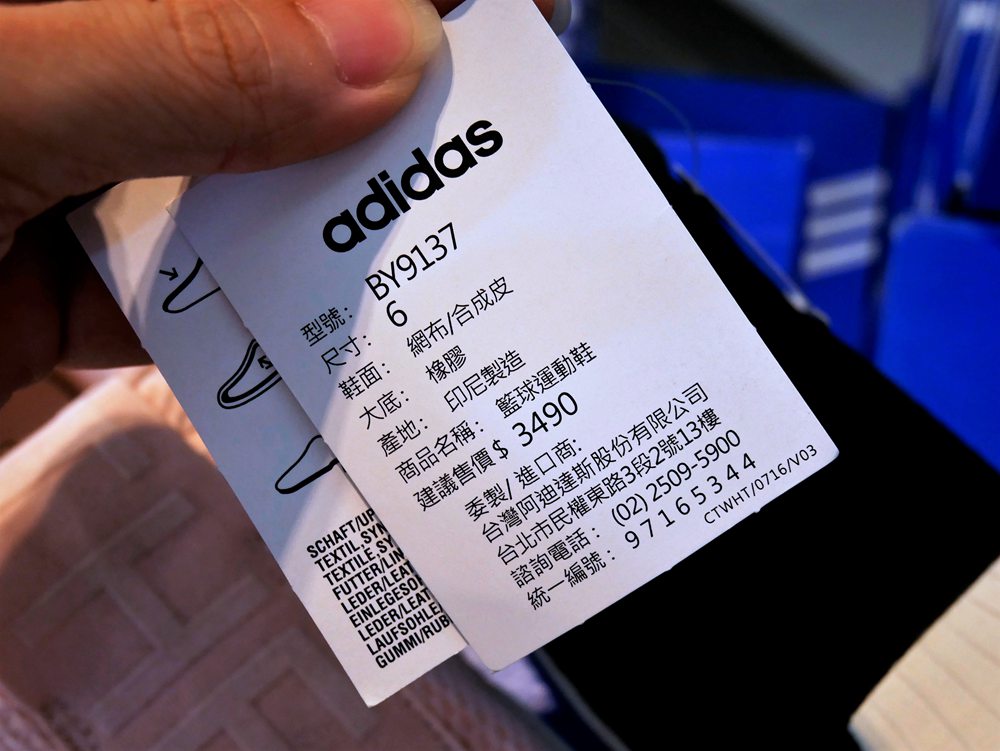 adidas
型號: BY9137
尺寸: 6
鞋面: 網布/合成皮
大底: 橡膠
產地: 印尼製造
商品名稱: 籃球運動鞋
建議售價$ 3490
委製/進口商:
台灣阿迪達斯股份有限公司
台北市民權東路3段2號13樓
諮詢電話: (02) 2509-5900
統一編號: 97165344
CTWHT/0716/V03
SCHAFT/UP
TEXTIL,SYN
TEXTILE,SY
FUTTER/LIN
LEDER/LEA
EINLEGESO
LEDER/LEAT
LAUFSOHLE
GUMMI/RUB